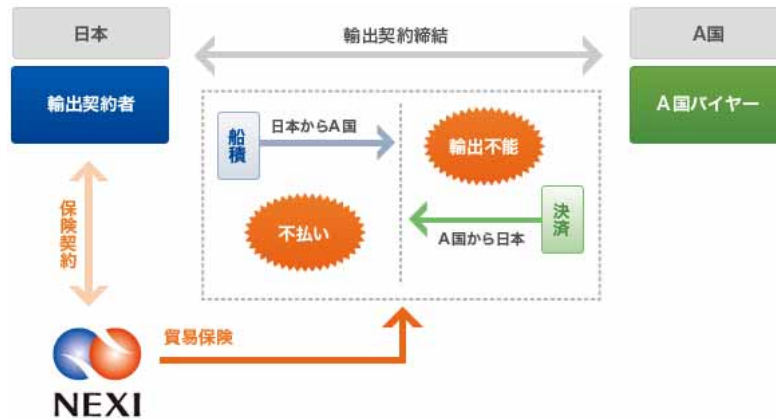 日本
輸出契約締結
A国
輸出契約者
A国バイヤー
船積
日本からA国
輸出不能
不払い
決済
A国から日本
保険契約
貿易保険
NEXI